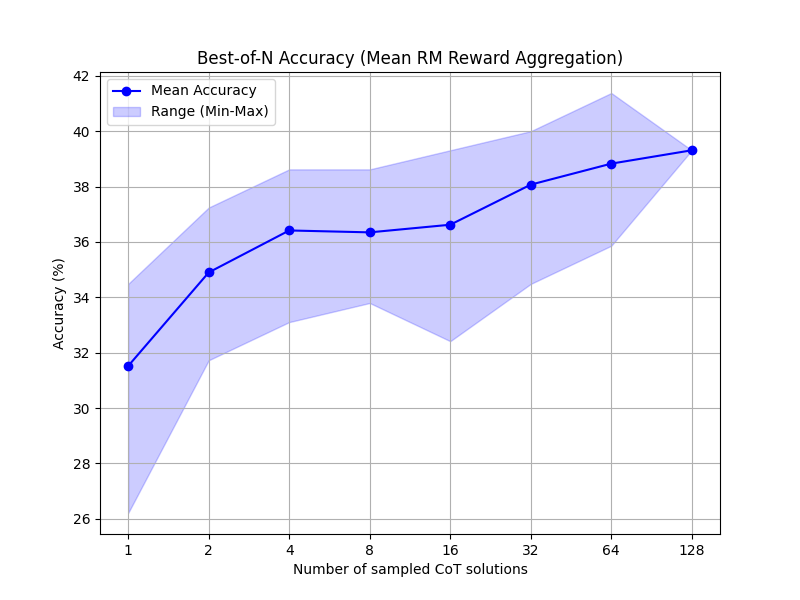 Best-of-N Accuracy (Mean RM Reward Aggregation)
Mean Accuracy
Range (Min-Max)
Accuracy (%)
42
40
38
36
34
32
30
28
26
1 2 4 8 16 32 64 128
Number of sampled CoT solutions